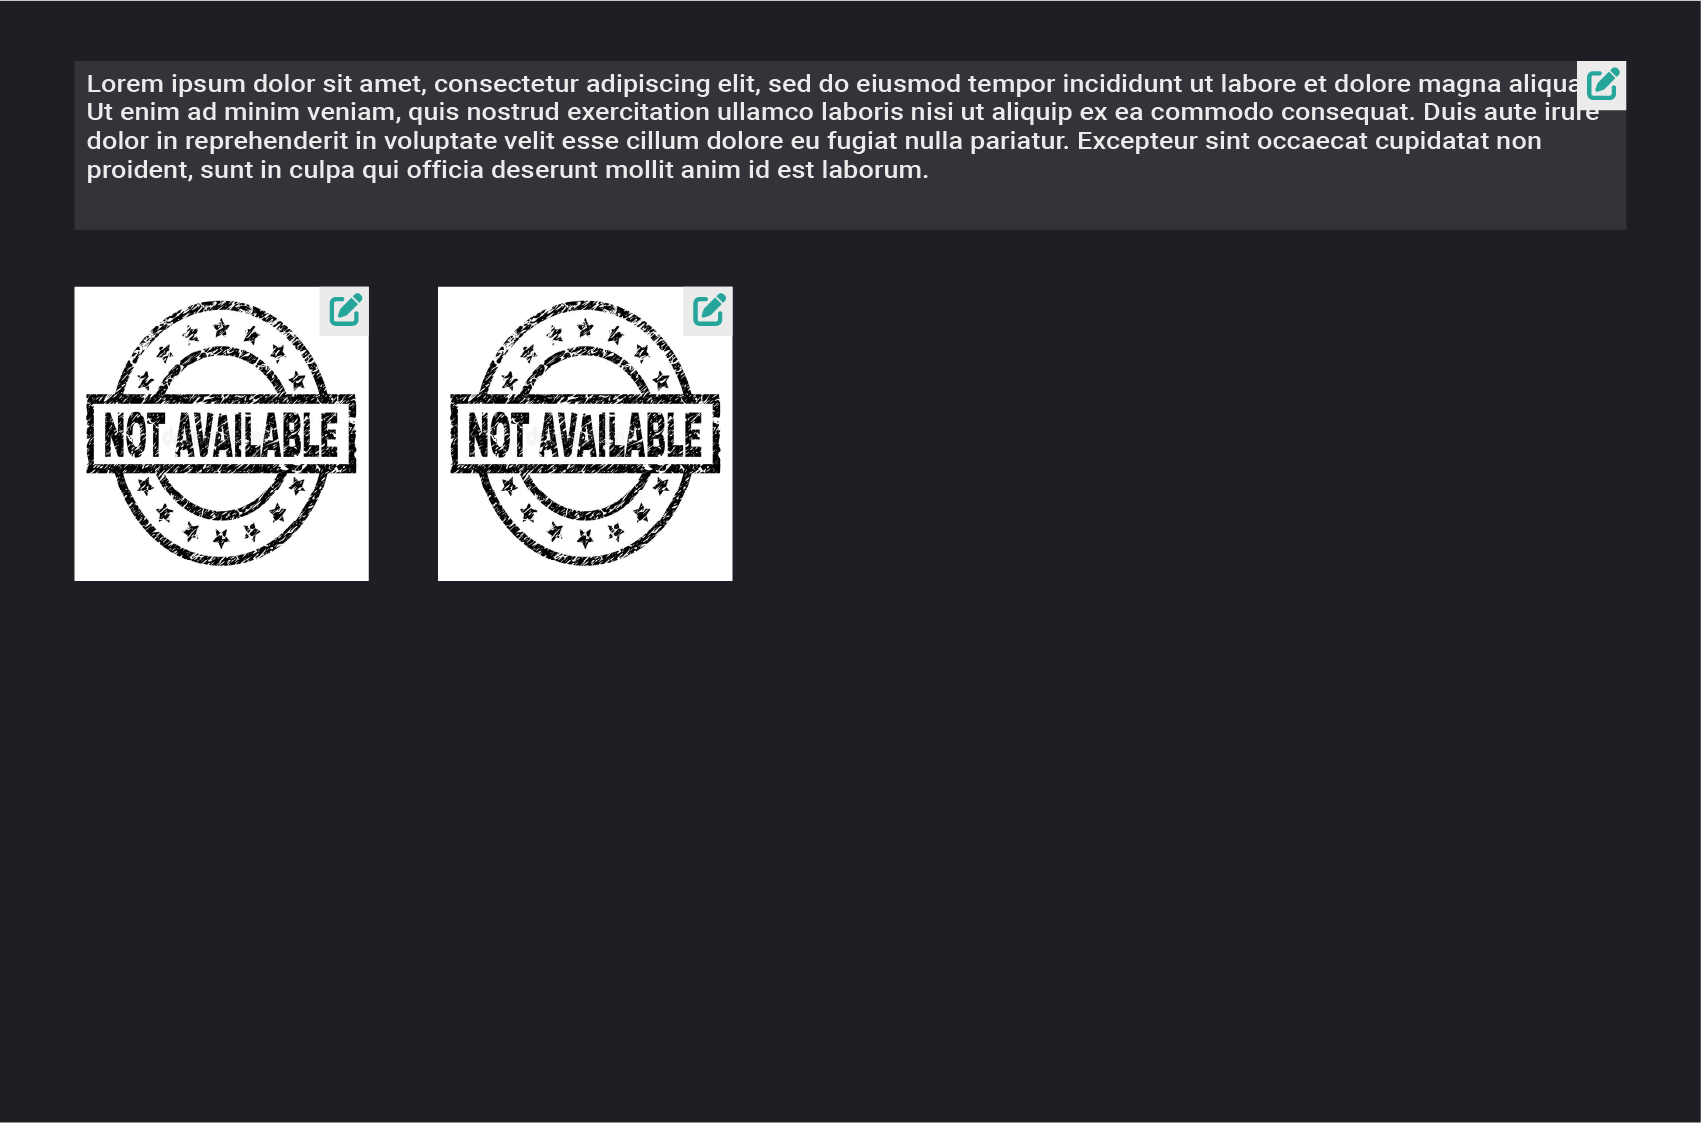 Lorem ipsum dolor sit amet, consectetur adipiscing elit, sed do eiusmod tempor incididunt ut labore et dolore magna aliqua
Ut enim ad minim veniam, quis nostrud exercitation ullamco laboris nisi ut aliquip ex ea commodo consequat. Duis aute irure
dolor in reprehenderit in voluptate velit esse cillum dolore eu fugiat nulla pariatur. Excepteur sint occaecat cupidatat non
proident, sunt in culpa qui officia deserunt mollit anim id est laborum.
NOT AVAILABLE
NOT AVAILABLE